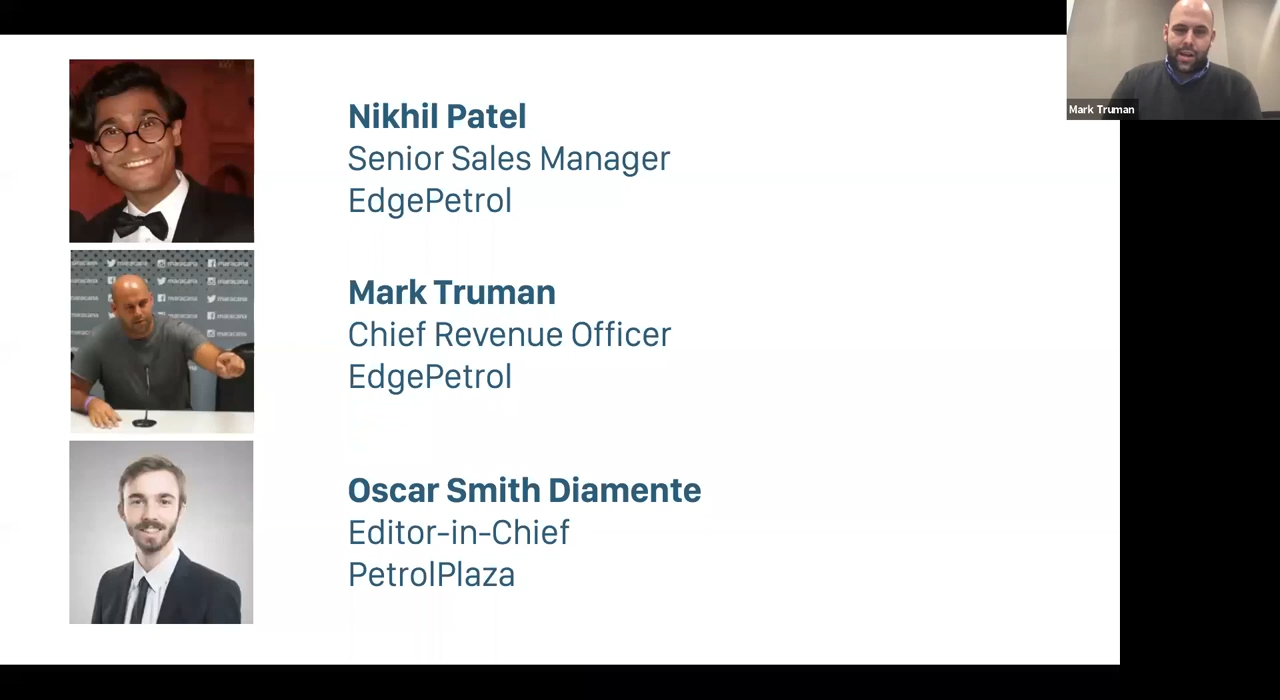 Nikhil Patel
Senior Sales Manager
EdgePetrol
Mark Truman
Chief Revenue Officer
EdgePetrol
Oscar Smith Diamente
Editor-in-Chief
PetrolPlaza
Mark Truman
maracana